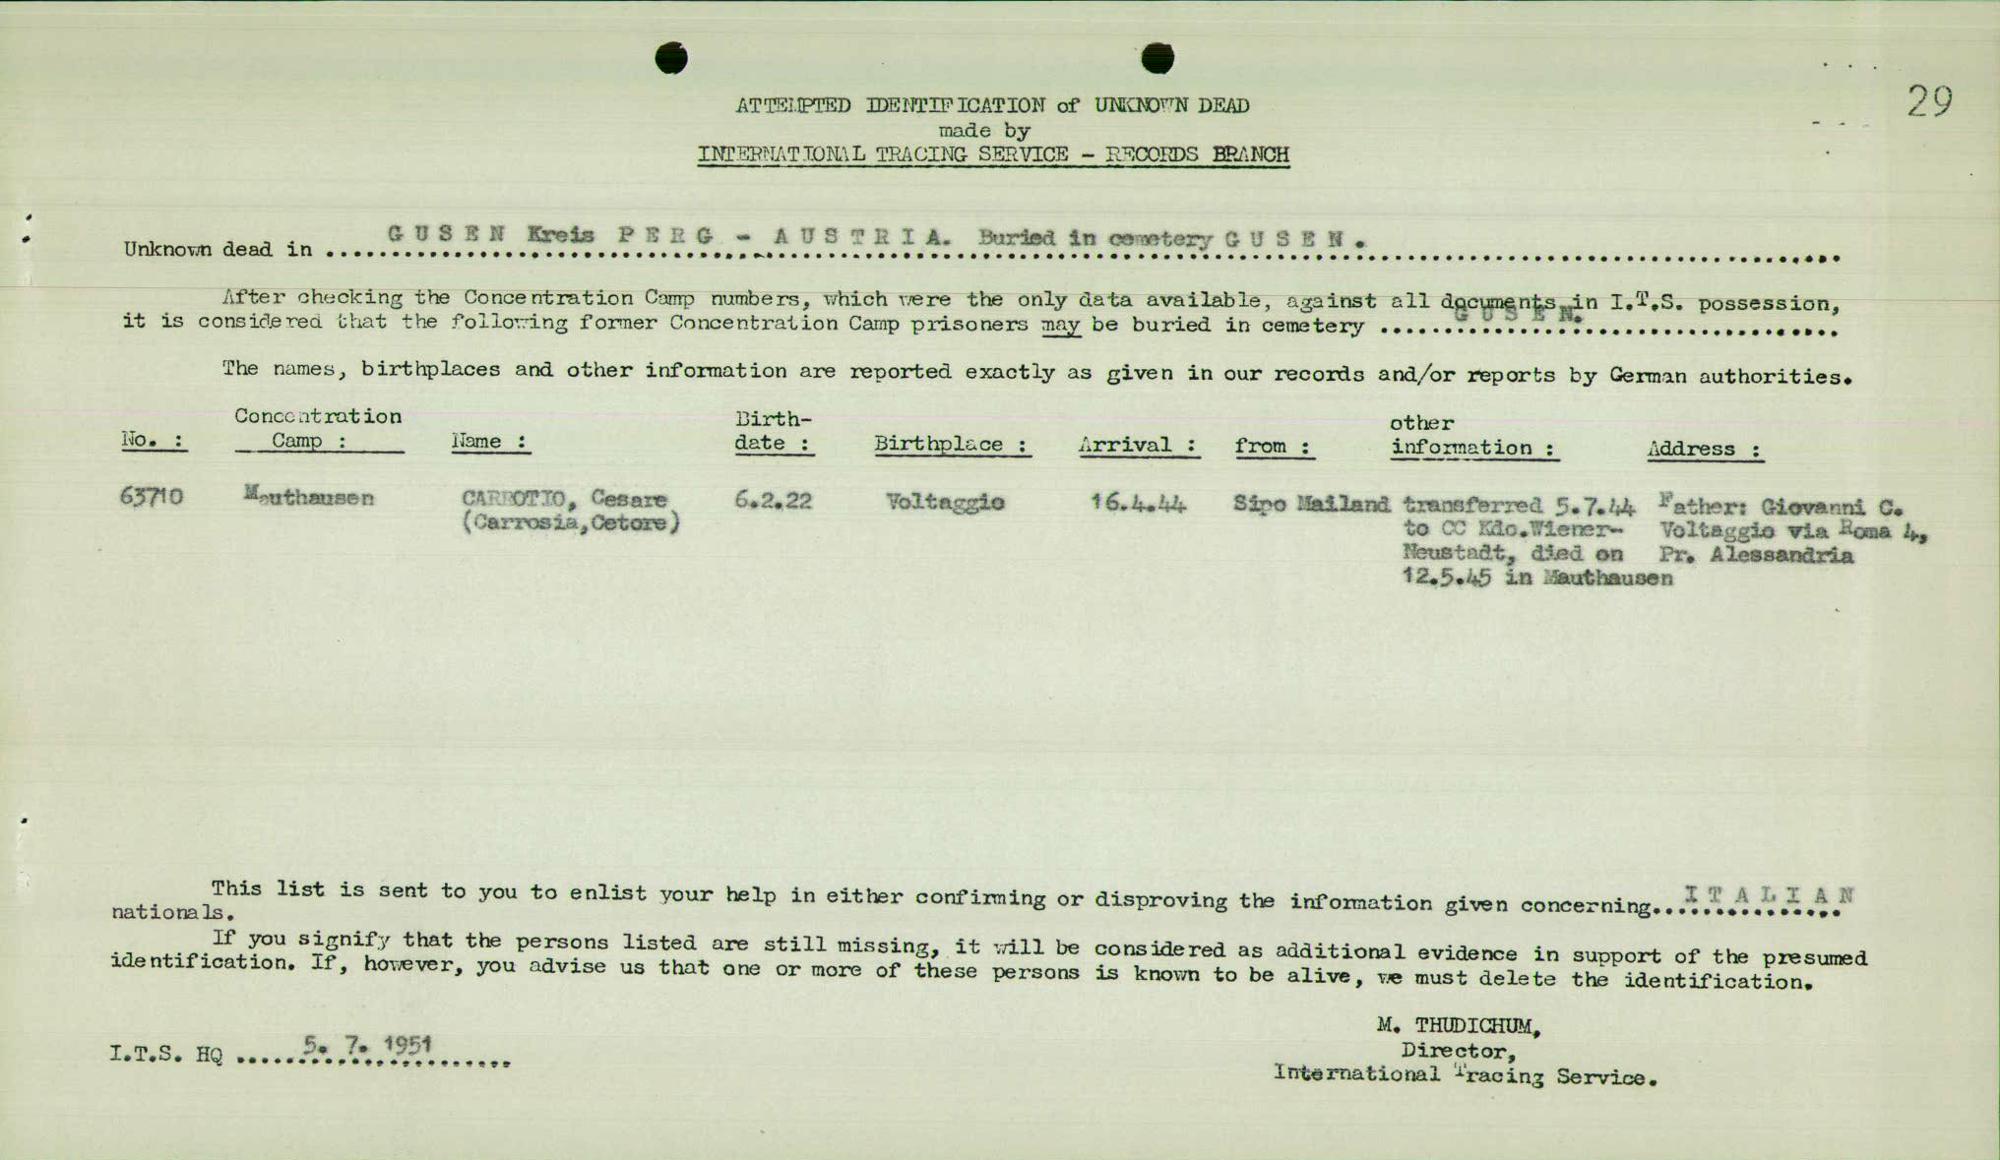 29
ATTEMPTED IDENTIFICATION of UNKNOWN DEAD
made by
INTERNATIONAL TRACING SERVICE - RECORDS BRANCH
Unknown dead in ....GUSEN Kreis PERG - AUSTRIA. Buried in cemetery GUSEN.
After checking the Concentration Camp numbers, which were the only data available, against all documents in I.T.S. possession,
it is considered that the following former Concentration Camp prisoners may be buried in cemetery ....GUSEN.
The names, birthplaces and other information are reported exactly as given in our records and/or reports by German authorities.
No. : Concentration Camp : Name : Birth-date : Birthplace : Arrival : from : other information : Address :
63710 Mauthausen CARROTIO, Cesare 6.2.22 Voltaggio 16.4.44 Sipo Mailand transferred 5.7.44 Father: Giovanni C.
(Carrosia,Cetore) to CC Kdo.Wiener- Voltaggio via Roma 4,
Neustadt, died on Pr. Alessandria
12.5.45 in Mauthausen
This list is sent to you to enlist your help in either confirming or disproving the information given concerning..ITALIAN
nationals.
If you signify that the persons listed are still missing, it will be considered as additional evidence in support of the presumed
identification. If, however, you advise us that one or more of these persons is known to be alive, we must delete the identification.
M. THUDICHUM,
Director,
International Tracing Service.
I.T.S. HQ .....5. 7. 1951.....